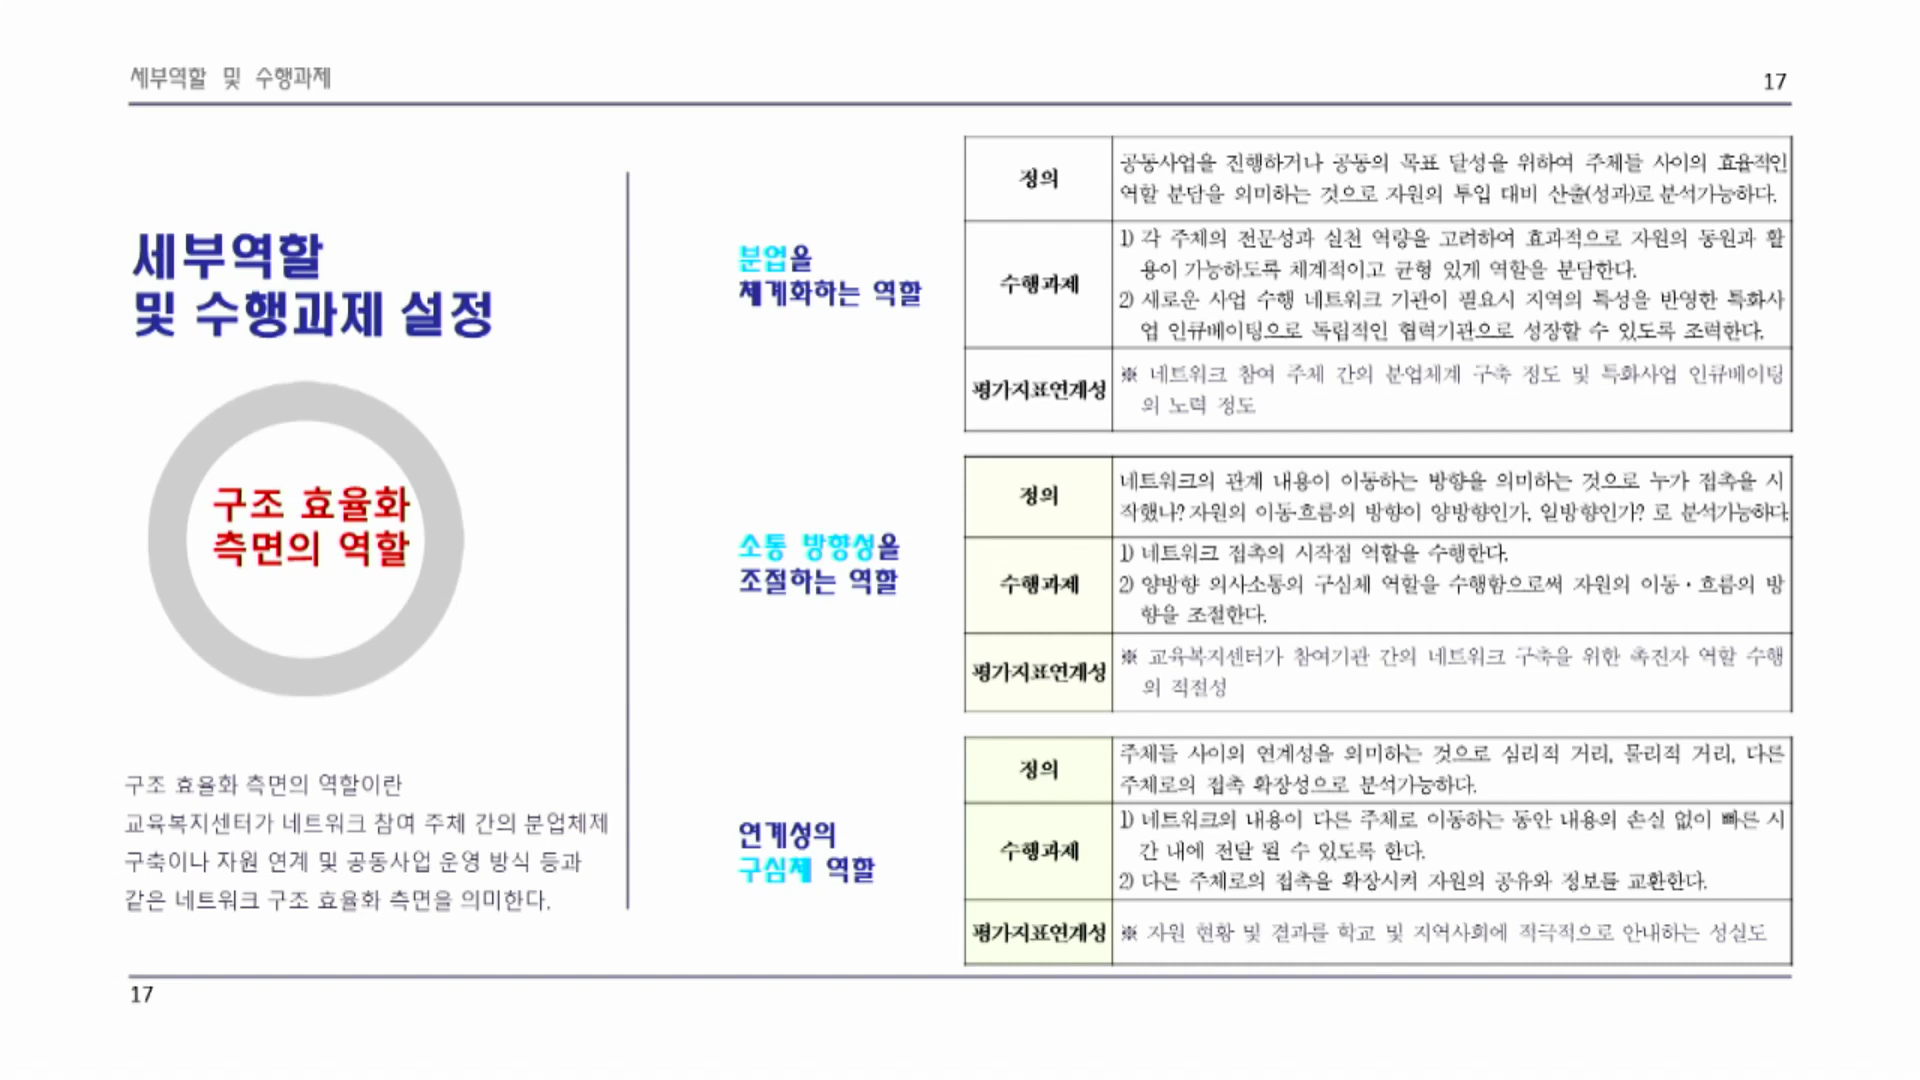 세부역할 및 수행과제
17
세부역할
및 수행과제 설정
구조 효율화
측면의 역할
구조 효율화 측면의 역할이란
교육복지센터가 네트워크 참여 주체 간의 분업체제
구축이나 자원 연계 및 공동사업 운영 방식 등과
같은 네트워크 구조 효율화 측면을 의미한다.
분업을
체계화하는 역할
정의
공동사업을 진행하거나 공동의 목표 달성을 위하여 주체들 사이의 효율적인
역할 분담을 의미하는 것으로 자원의 투입 대비 산출(성과)로 분석가능하다.
수행과제
1) 각 주체의 전문성과 실천 역량을 고려하여 효과적으로 자원의 동원과 활
용이 가능하도록 체계적이고 균형 있게 역할을 분담한다.
2) 새로운 사업 수행 네트워크 기관이 필요시 지역의 특성을 반영한 특화사
업 인큐베이팅으로 독립적인 협력기관으로 성장할 수 있도록 조력한다.
평가지표연계성
※ 네트워크 참여 주체 간의 분업체계 구축 정도 및 특화사업 인큐베이팅
의 노력 정도
소통 방향성을
조절하는 역할
정의
네트워크의 관계 내용이 이동하는 방향을 의미하는 것으로 누가 접촉을 시
작했나? 자원의 이동·흐름의 방향이 양방향인가, 일방향인가? 로 분석가능하다.
수행과제
1) 네트워크 접촉의 시작점 역할을 수행한다.
2) 양방향 의사소통의 구심체 역할을 수행함으로써 자원의 이동·흐름의 방
향을 조절한다.
평가지표연계성
※ 교육복지센터가 참여기관 간의 네트워크 구축을 위한 촉진자 역할 수행
의 적절성
연계성의
구심체 역할
정의
주체들 사이의 연계성을 의미하는 것으로 심리적 거리, 물리적 거리, 다른
주체로의 접촉 확장성으로 분석가능하다.
수행과제
1) 네트워크의 내용이 다른 주체로 이동하는 동안 내용의 손실 없이 빠른 시
간 내에 전달 될 수 있도록 한다.
2) 다른 주체로의 접촉을 확장시켜 자원의 공유와 정보를 교환한다.
평가지표연계성
※ 자원 현황 및 결과를 학교 및 지역사회에 적극적으로 안내하는 성실도
17